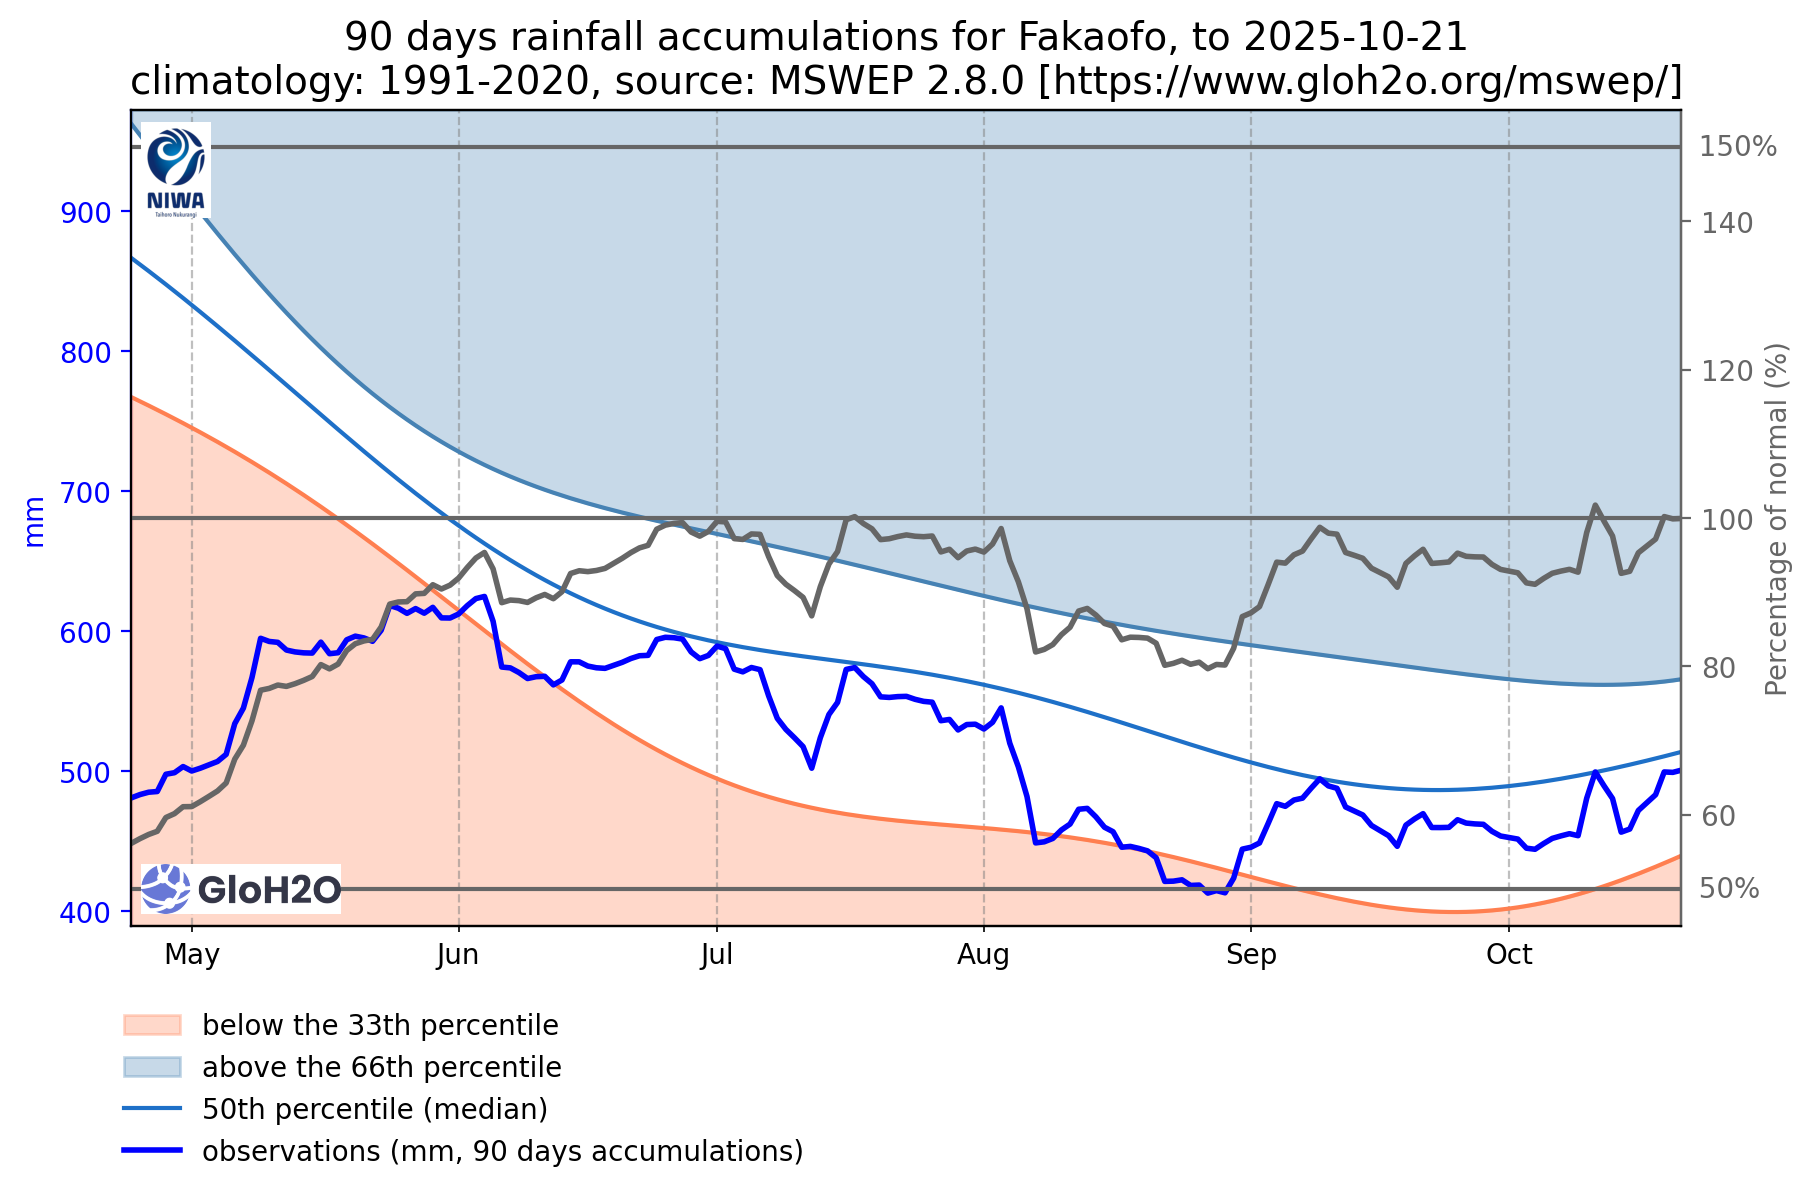 90 days rainfall accumulations for Fakaofo, to 2025-10-21
climatology: 1991-2020, source: MSWEP 2.8.0 [https://www.gloh2o.org/mswep/]
NIWA
Taihoro Nukurangi
GloH2O
mm
900
800
700
600
500
400
150%
140
120
100
80
60
50%
Percentage of normal (%)
May Jun Jul Aug Sep Oct
below the 33th percentile
above the 66th percentile
50th percentile (median)
observations (mm, 90 days accumulations)